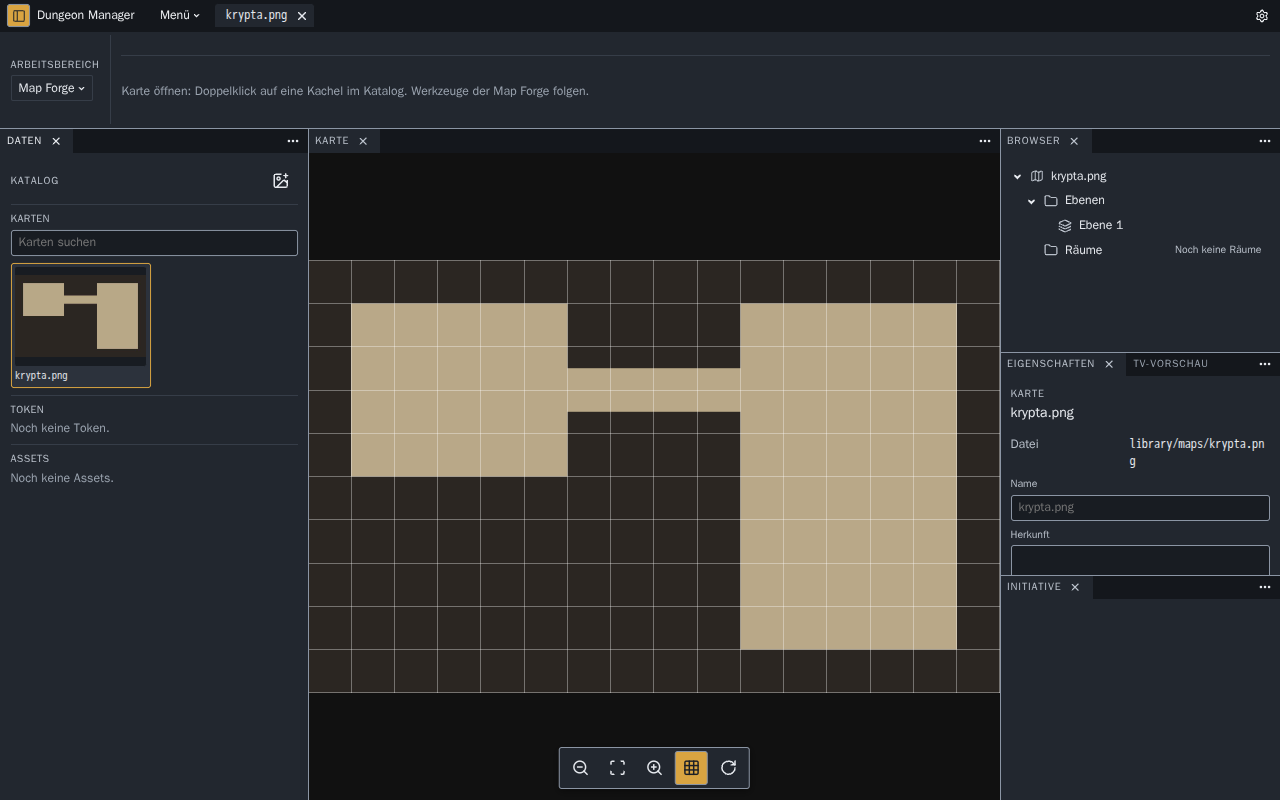 Dungeon Manager
Menü
krypta.png
ARBEITSBEREICH
Map Forge
Karte öffnen: Doppelklick auf eine Kachel im Katalog. Werkzeuge der Map Forge folgen.
DATEN
KATALOG
KARTEN
Karten suchen
krypta.png
TOKEN
Noch keine Token.
ASSETS
Noch keine Assets.
KARTE
BROWSER
krypta.png
Ebenen
Ebene 1
Räume Noch keine Räume
EIGENSCHAFTEN
TV-VORSCHAU
KARTE
krypta.png
Datei library/maps/krypta.pn
g
Name
krypta.png
Herkunft
INITIATIVE